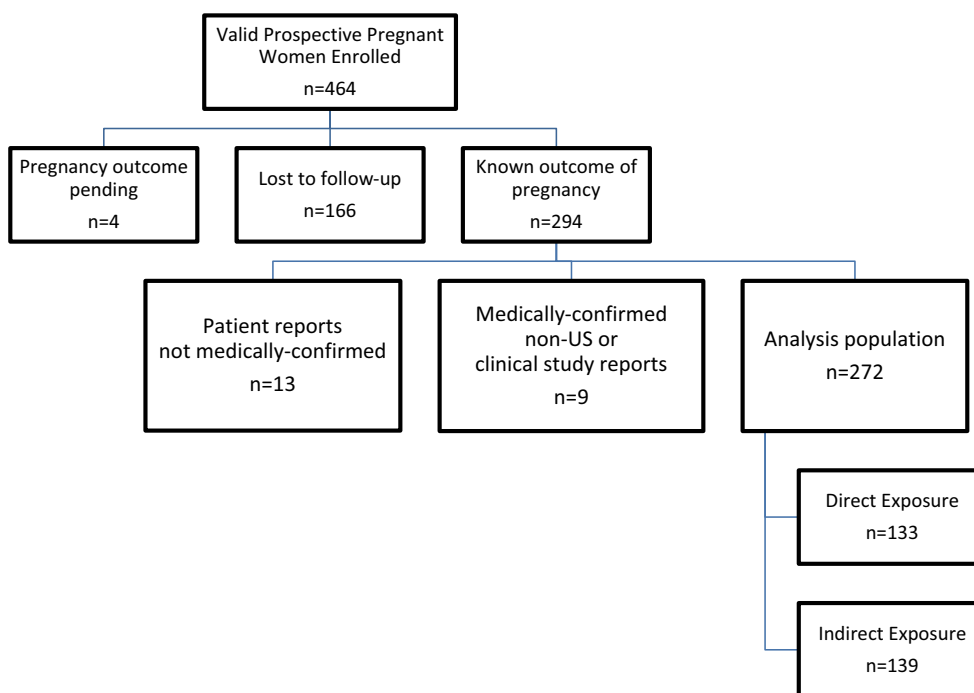 Valid Prospective Pregnant
Women Enrolled
n=464
Pregnancy outcome
pending
n=4
Lost to follow-up
n=166
Known outcome of
pregnancy
n=294
Patient reports
not medically-confirmed
n=13
Medically-confirmed
non-US or
clinical study reports
n=9
Analysis population
n=272
Direct Exposure
n=133
Indirect Exposure
n=139